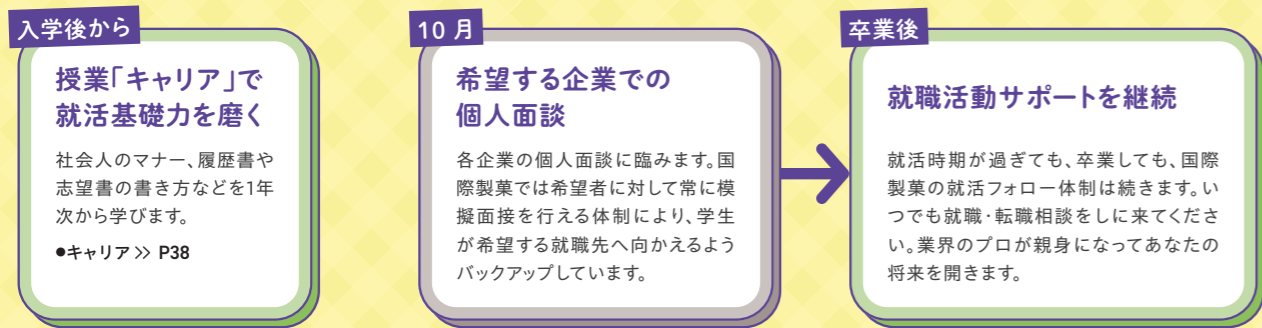 入学後から
授業「キャリア」で
就活基礎力を磨く
社会人のマナー、履歴書や
志望書の書き方などを1年
次から学びます。
●キャリア≫ P38
10月
希望する企業での
個人面談
各企業の個人面談に臨みます。国
際製菓では希望者に対して常に模
擬面接を行える体制により、学生
が希望する就職先へ向かえるよう
バックアップしています。
卒業後
就職活動サポートを継続
就活時期が過ぎても、卒業しても、国際
製菓の就活フォロー体制は続きます。い
つでも就職・転職相談をしに来てくださ
い。業界のプロが親身になってあなたの
将来を開きます。